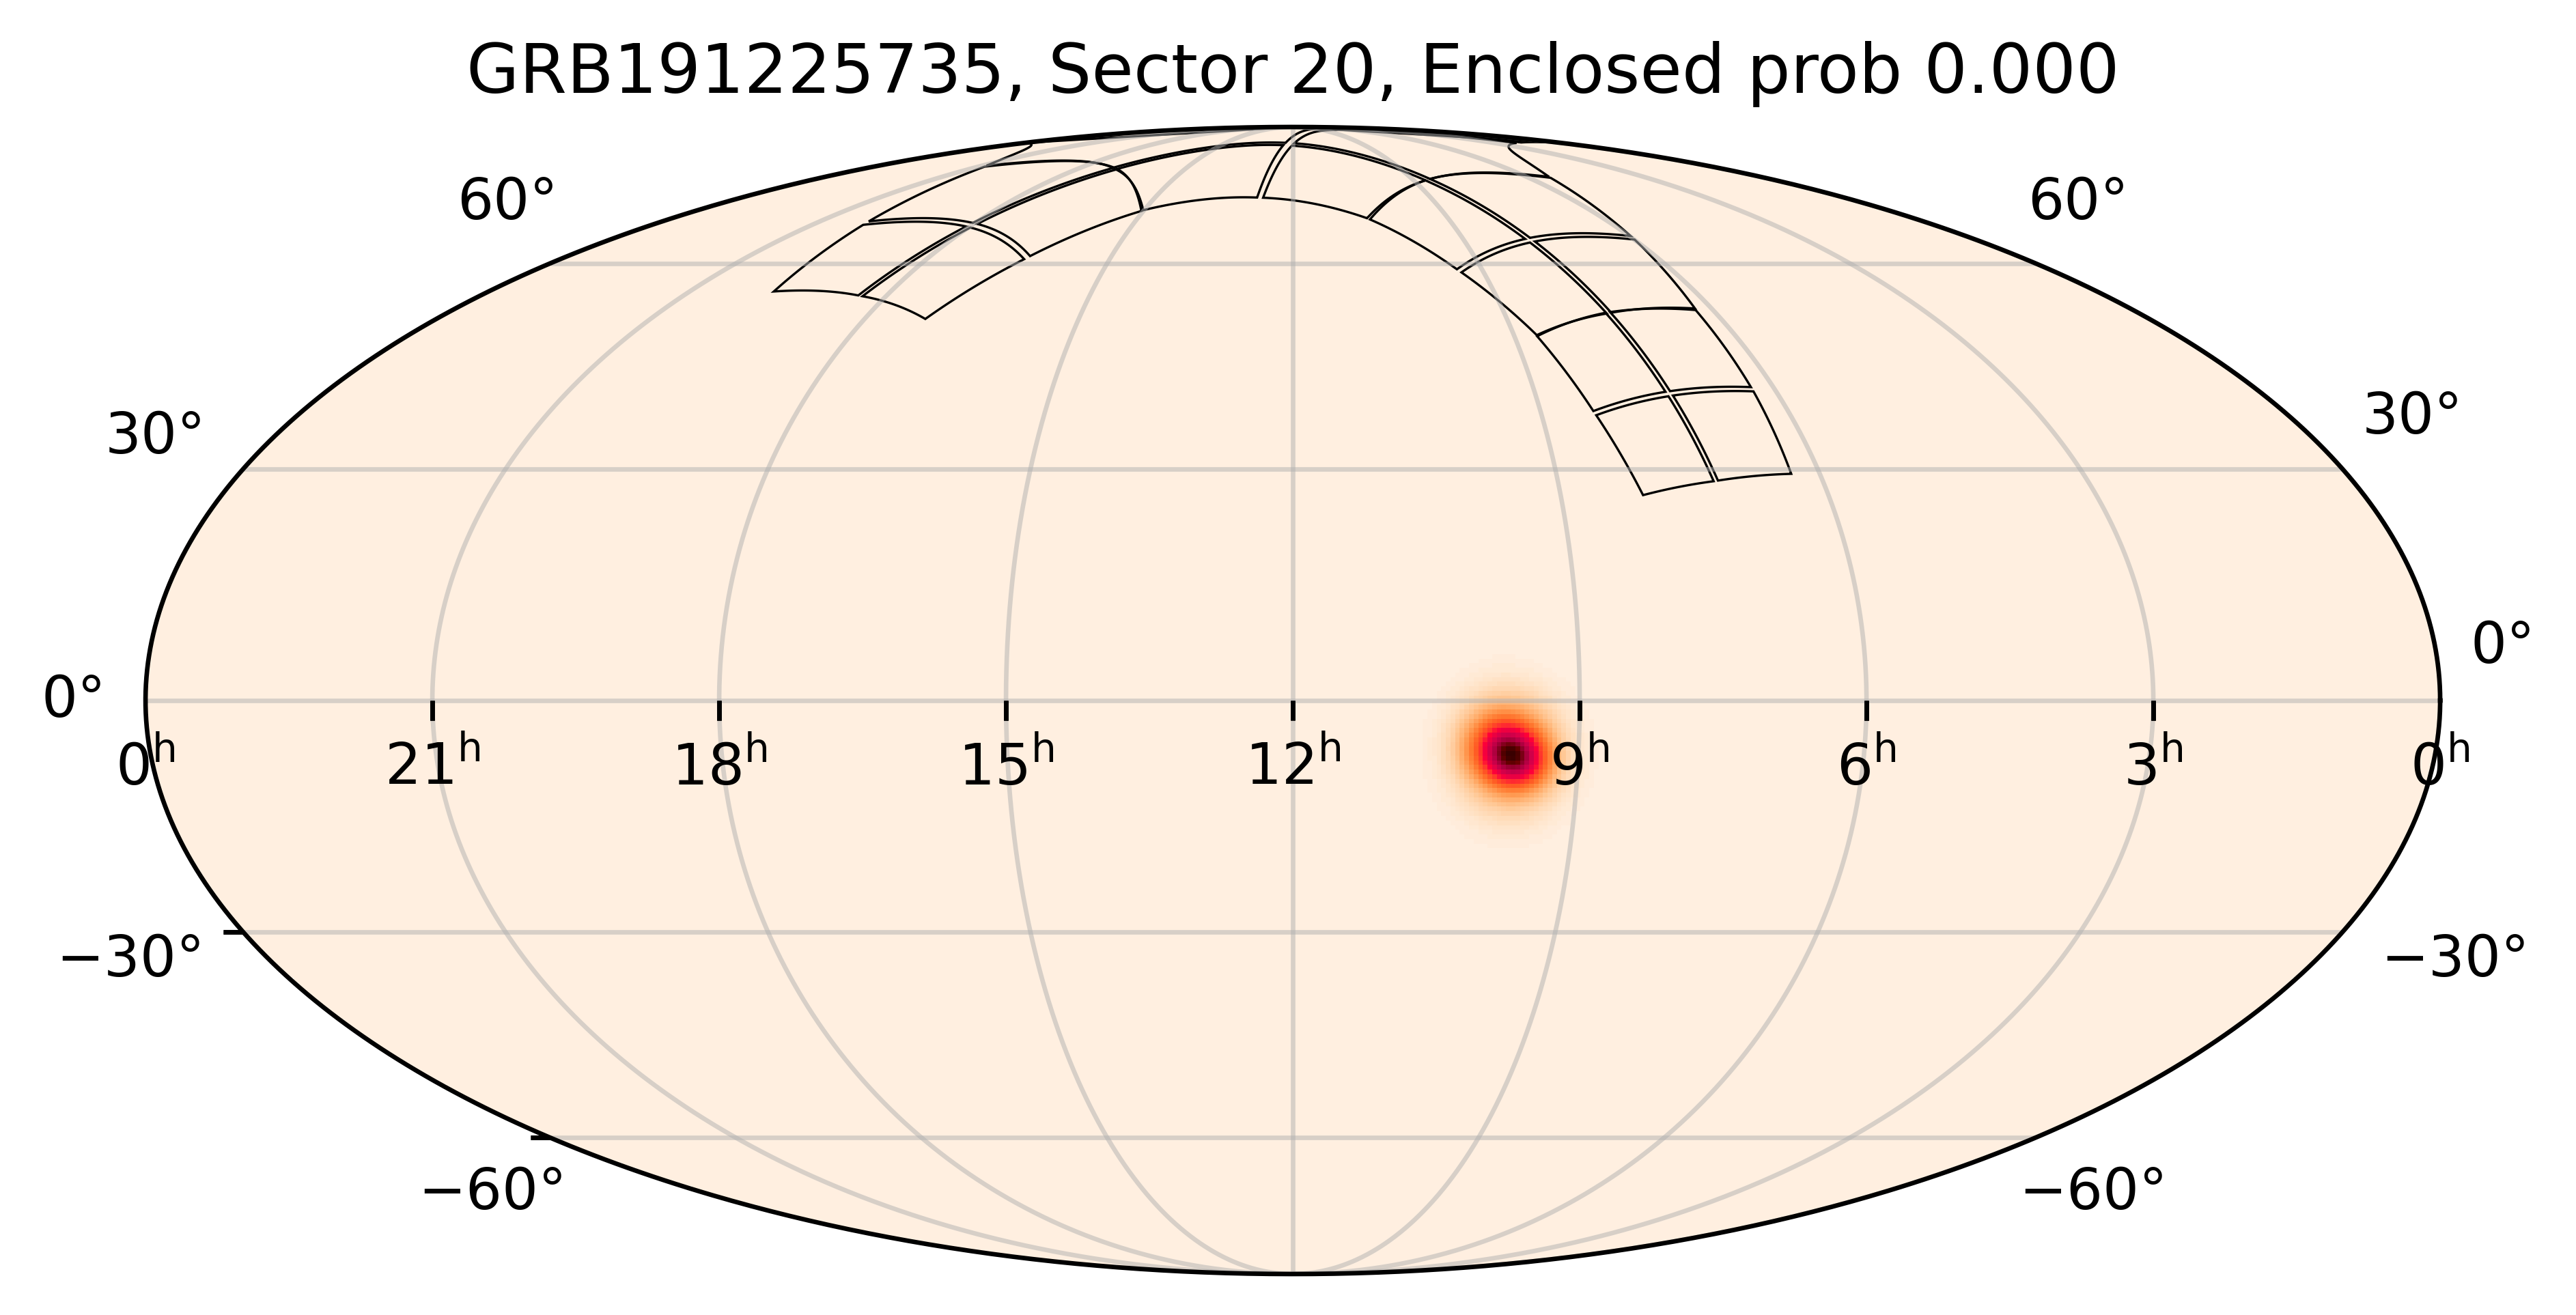 GRB191225735, Sector 20, Enclosed prob 0.000
60° 60°
30° 30°
0° 0°
0h 21h 18h 15h 12h 9h 6h 3h 0h
−30° −30°
−60° −60°